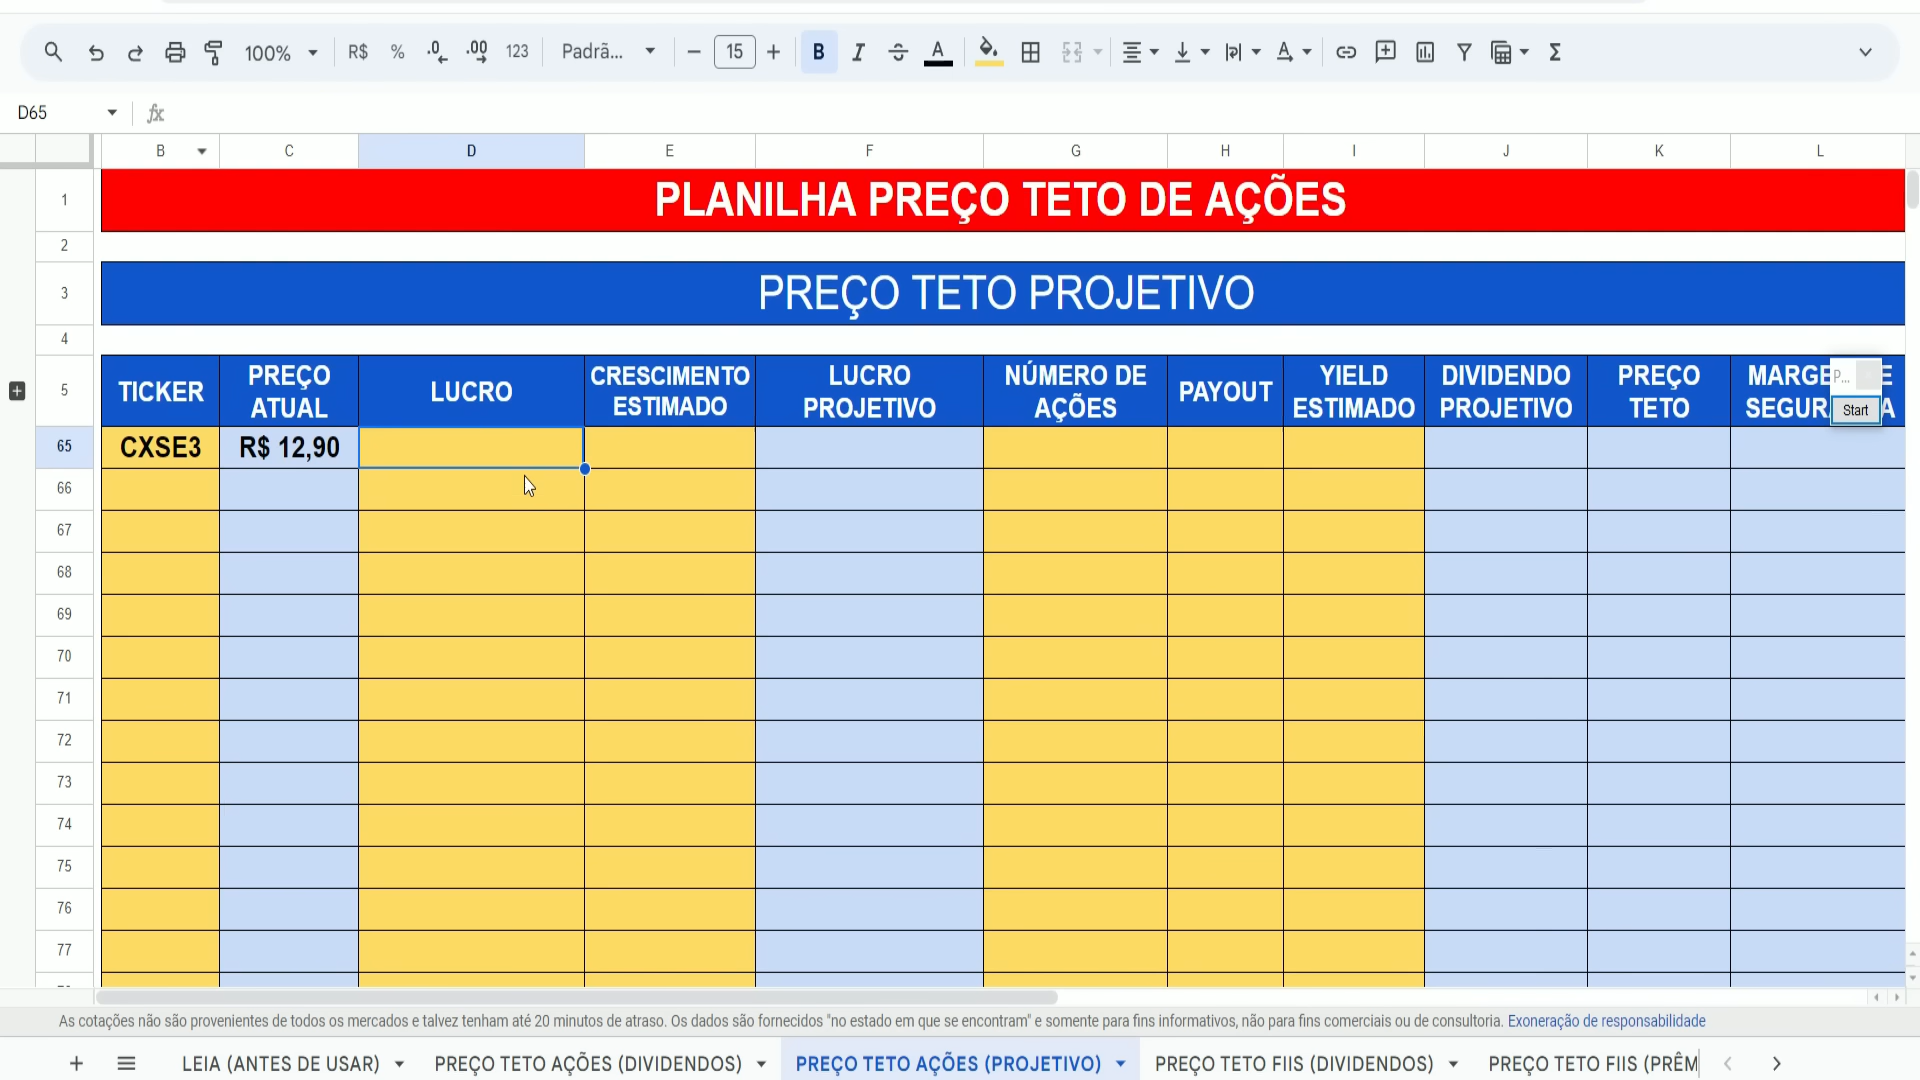 100%
R$ % .0 .00 123
Padrã...
15
B I A
A
Σ
D65
fx
B C D E F G H I J K L
1
PLANILHA PREÇO TETO DE AÇÕES
2
3
PREÇO TETO PROJETIVO
4
5
TICKER
PREÇO
ATUAL
LUCRO
CRESCIMENTO
ESTIMADO
LUCRO
PROJETIVO
NÚMERO DE
AÇÕES
PAYOUT
YIELD
ESTIMADO
DIVIDENDO
PROJETIVO
PREÇO
TETO
P...
Start
65 CXSE3 R$ 12,90
66
67
68
69
70
71
72
73
74
75
76
77
As cotações não são provenientes de todos os mercados e talvez tenham até 20 minutos de atraso. Os dados são fornecidos "no estado em que se encontram" e somente para fins informativos, não para fins comerciais ou de consultoria. Exoneração de responsabilidade
LEIA (ANTES DE USAR) PREÇO TETO AÇÕES (DIVIDENDOS) PREÇO TETO AÇÕES (PROJETIVO) PREÇO TETO FIIS (DIVIDENDOS) PREÇO TETO FIIS (PRÊM